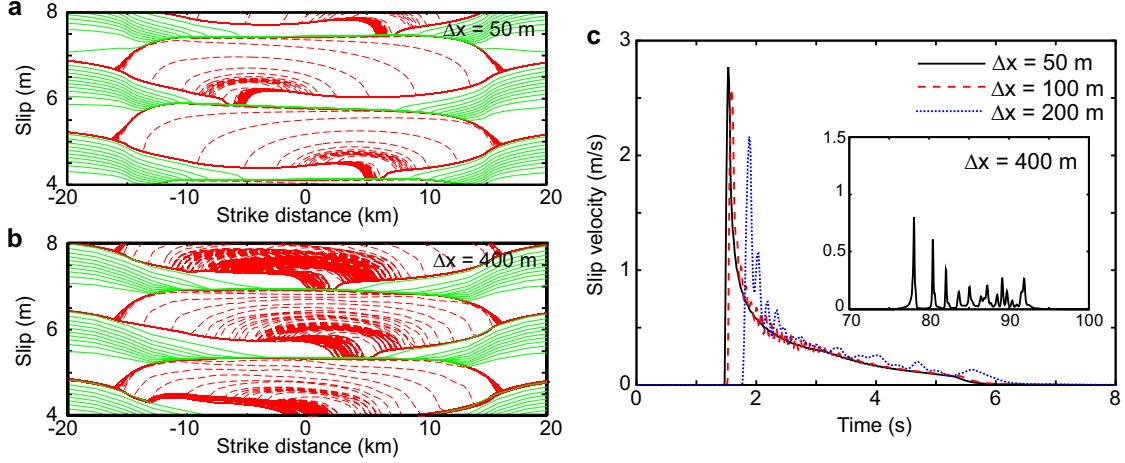 a
Δx = 50 m
8
6
4
Slip (m)
-20 -10 0 10 20
Strike distance (km)
b
Δx = 400 m
8
6
4
Slip (m)
-20 -10 0 10 20
Strike distance (km)
c
3
2
1
0
Slip velocity (m/s)
Δx = 50 m
Δx = 100 m
Δx = 200 m
1.5
1
0.5
0
Δx = 400 m
70 80 90 100
0 2 4 6 8
Time (s)